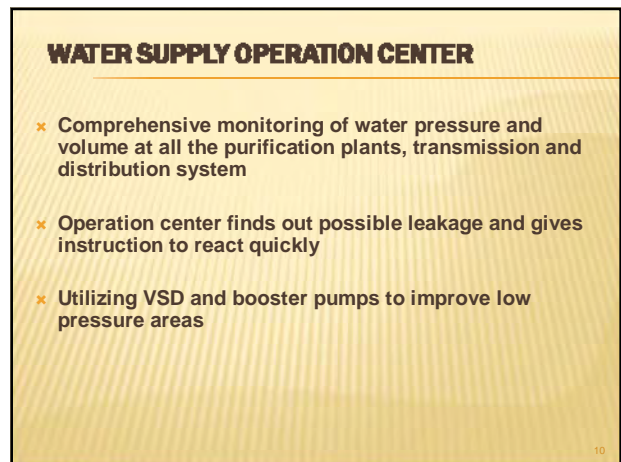 WATER SUPPLY OPERATION CENTER
× Comprehensive monitoring of water pressure and
volume at all the purification plants, transmission and
distribution system
× Operation center finds out possible leakage and gives
instruction to react quickly
× Utilizing VSD and booster pumps to improve low
pressure areas
10